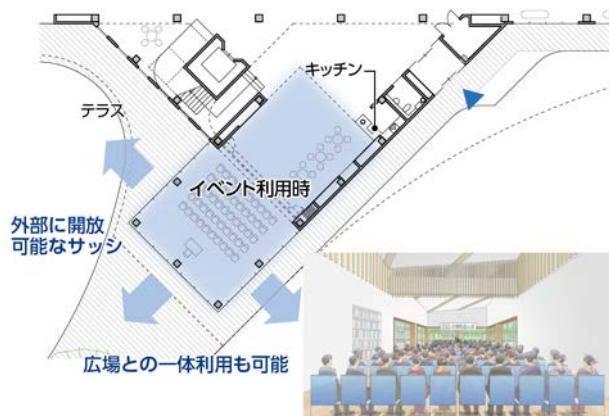 キッチン
テラス
イベント利用時
外部に開放
可能なサッシ
広場との一体利用も可能